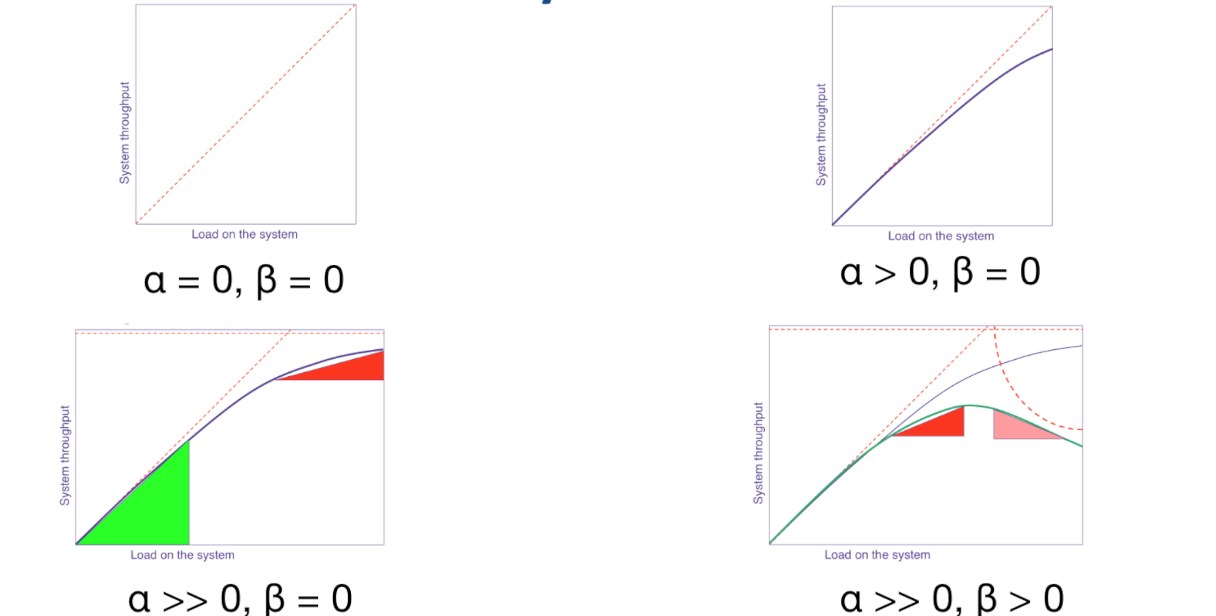 System throughput
Load on the system
α = 0, β = 0
System throughput
Load on the system
α > 0, β = 0
System throughput
Load on the system
α >> 0, β = 0
System throughput
Load on the system
α >> 0, β > 0